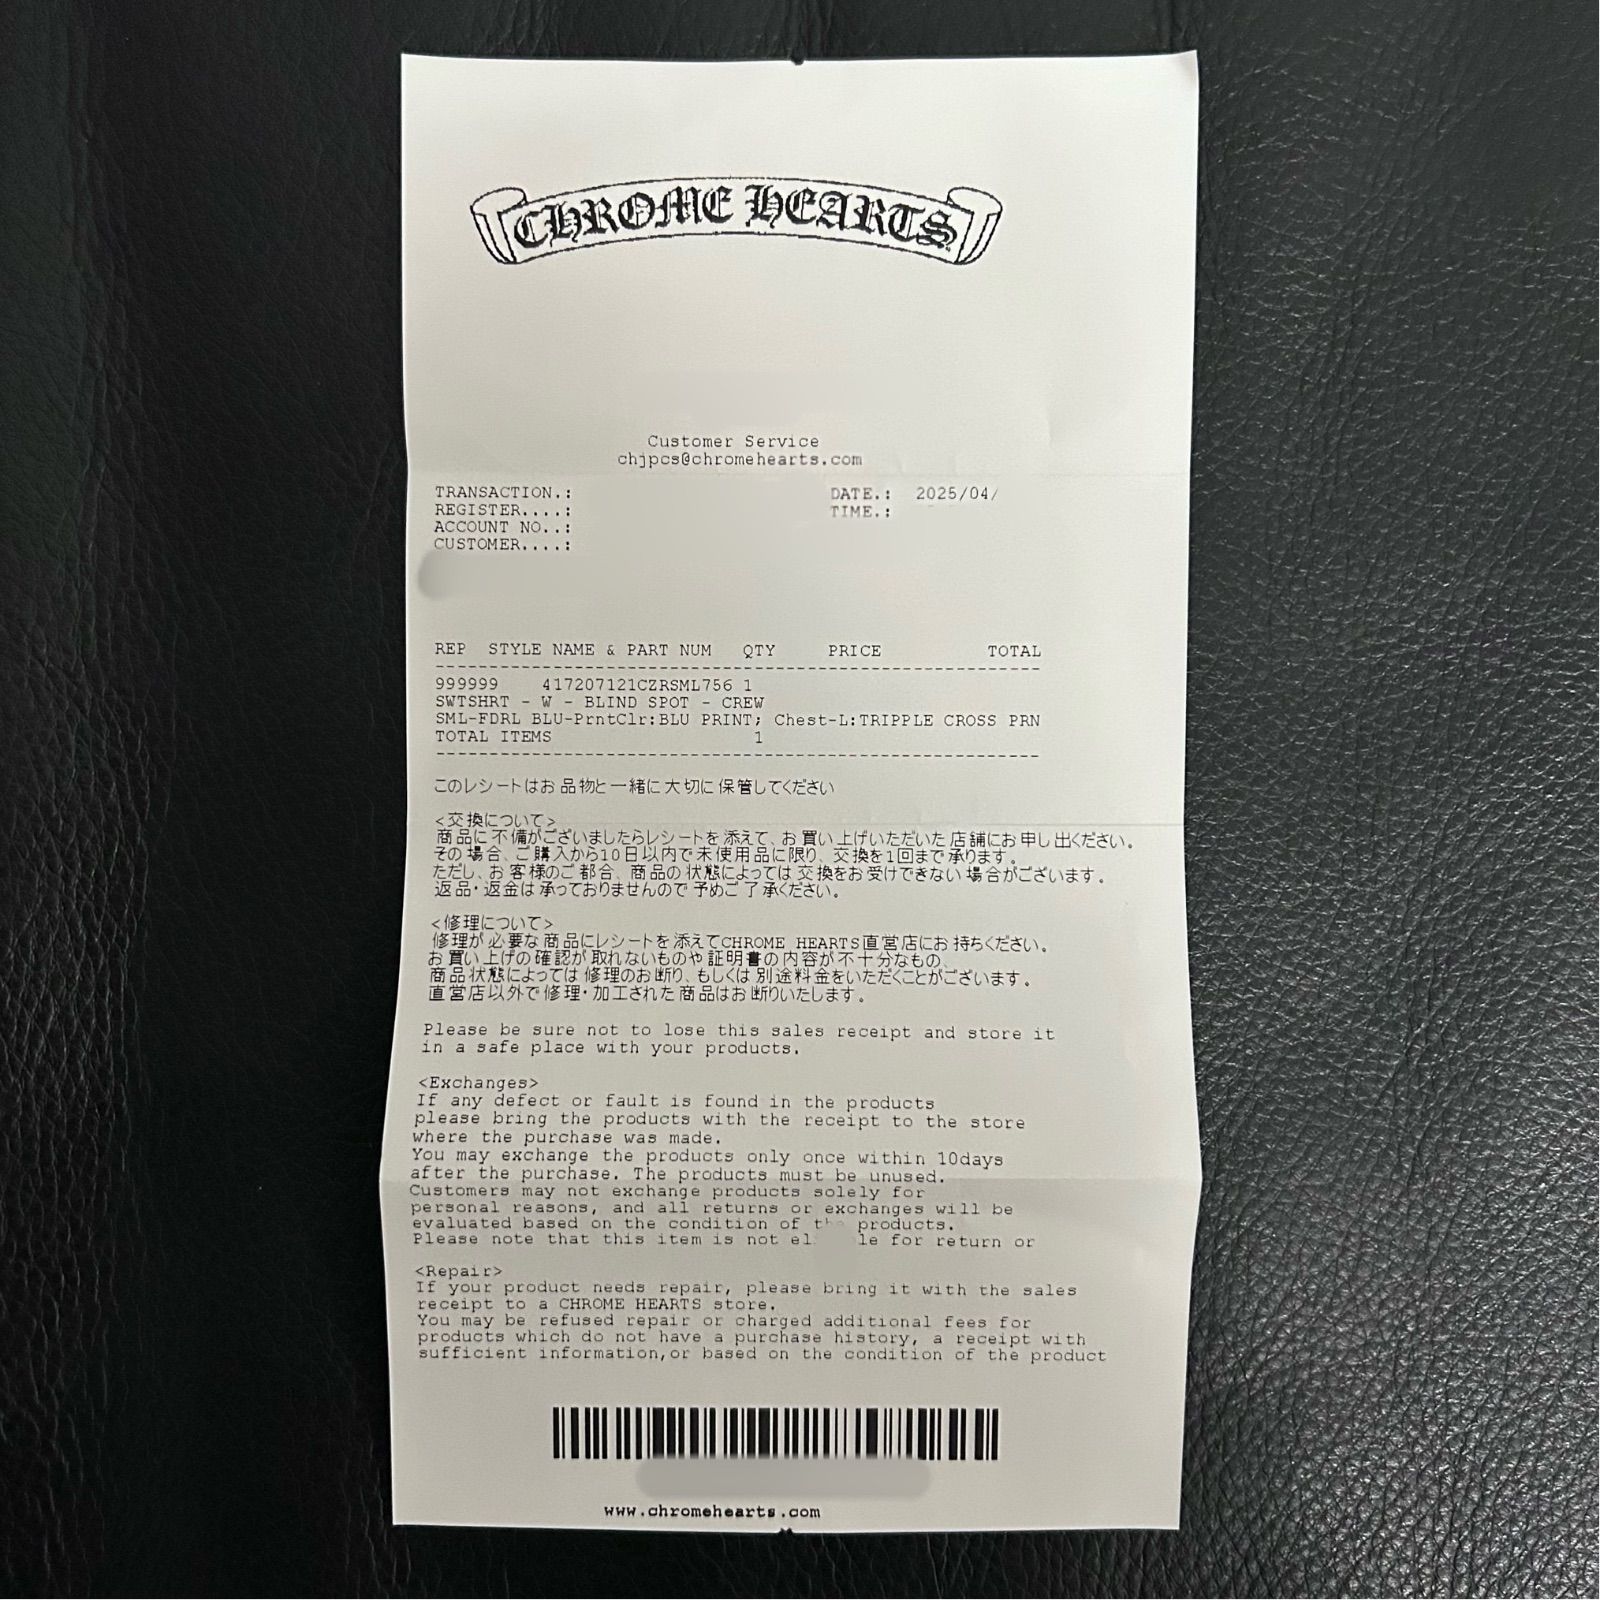 CHROME HEARTS
Customer Service
chjpcs@chromehearts.com
TRANSACTION.: DATE.: 2025/04/
REGISTER....: TIME.:
ACCOUNT NO..:
CUSTOMER....:
REP STYLE NAME & PART NUM QTY PRICE TOTAL
999999 417207121CZRSML756 1
SWTSHRT - W - BLIND SPOT - CREW
SML-FDRL BLU-PrntClr:BLU PRINT; Chest-L:TRIPPLE CROSS PRN
TOTAL ITEMS 1
このレシートはお品物と一緒に大切に保管してください
<交換について>
商品に不備がございましたらレシートを添えて、お買い上げいただいた店舗にお申し出ください。
その場合、ご購入から10日以内で未使用品に限り、交換を1回まで承ります。
ただし、お客様のご都合、商品の状態によっては交換をお受けできない場合がございます。
返品・返金は承っておりませんので予めご了承ください。
<修理について>
修理が必要な商品にレシートを添えてCHROME HEARTS直営店にお持ちください。
お買い上げの確認が取れないものや証明書の内容が不十分なもの、
商品状態によっては修理のお断り、もしくは別途料金をいただくことがございます。
直営店以外で修理・加工された商品はお断りいたします。
Please be sure not to lose this sales receipt and store it
in a safe place with your products.
<Exchanges>
If any defect or fault is found in the products
please bring the products with the receipt to the store
where the purchase was made.
You may exchange the products only once within 10days
after the purchase. The products must be unused.
Customers may not exchange products solely for
personal reasons, and all returns or exchanges will be
evaluated based on the condition of products.
Please note that this item is not for return or
<Repair>
If your product needs repair, please bring it with the sales
receipt to a CHROME HEARTS store.
You may be refused repair or charged additional fees for
products which do not have a purchase history, a receipt with
sufficient information,or based on the condition of the product
www.chromehearts.com